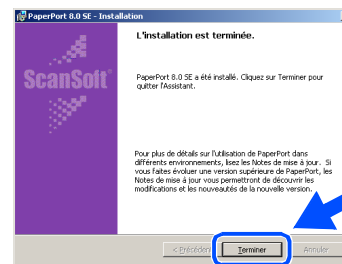 PaperPort 8.0 SE - Installation
L'installation est terminée.
ScanSoft
PaperPort 8.0 SE a été installé. Cliquez sur Terminer pour
quitter l'Assistant.
Pour plus de détails sur l'utilisation de PaperPort dans
différents environnements, lisez les Notes de mise à jour. Si
vous faites évoluer une version supérieure de PaperPort, les
Notes de mise à jour vous permettront de découvrir les
modifications et les nouveautés de la nouvelle version.
< Précédent
Terminer
Annuler